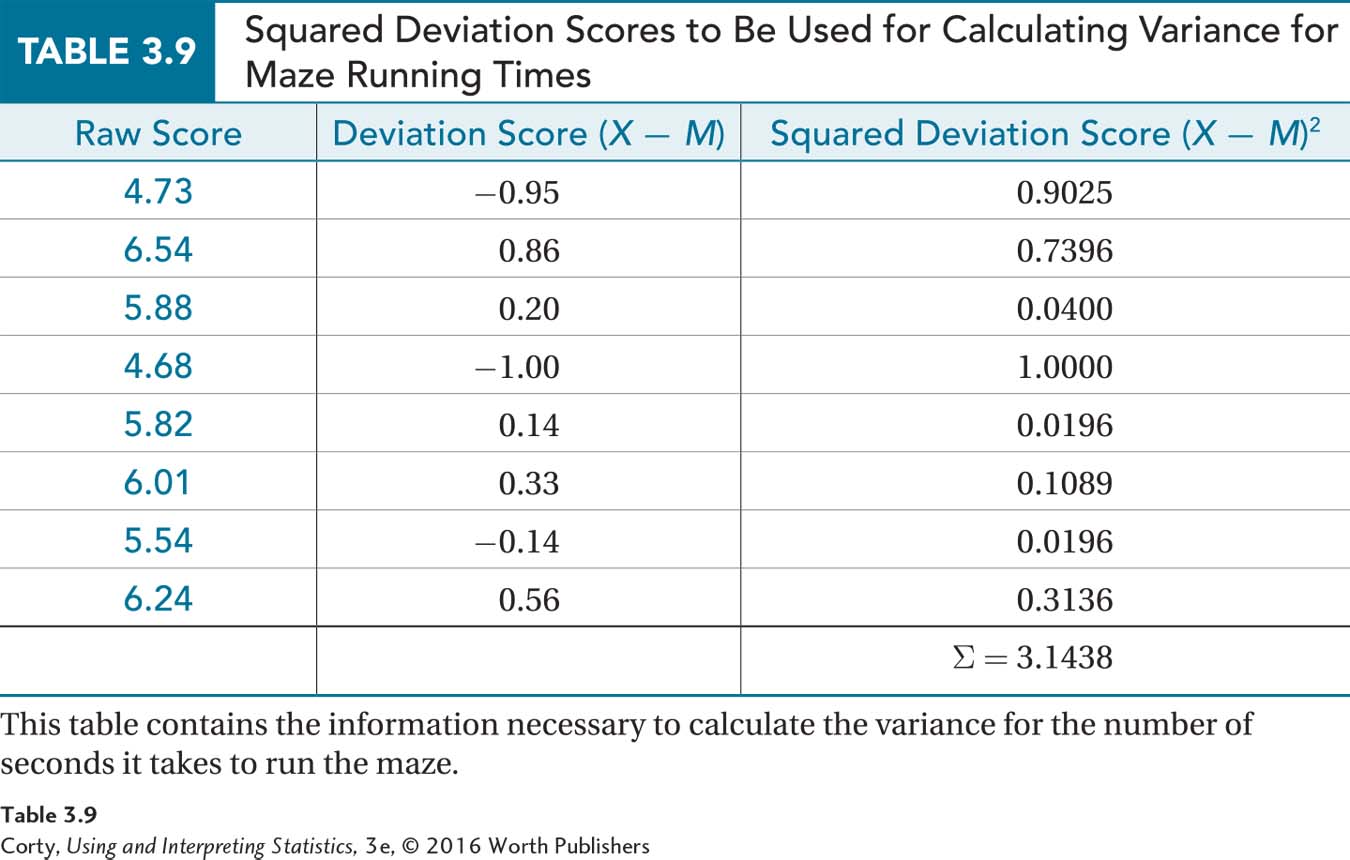 TABLE 3.9
Squared Deviation Scores to Be Used for Calculating Variance for
Maze Running Times
Raw Score Deviation Score (X − M) Squared Deviation Score (X − M)²
4.73 −0.95 0.9025
6.54 0.86 0.7396
5.88 0.20 0.0400
4.68 −1.00 1.0000
5.82 0.14 0.0196
6.01 0.33 0.1089
5.54 −0.14 0.0196
6.24 0.56 0.3136
Σ = 3.1438
This table contains the information necessary to calculate the variance for the number of
seconds it takes to run the maze.
Table 3.9
Corty, Using and Interpreting Statistics, 3e, © 2016 Worth Publishers